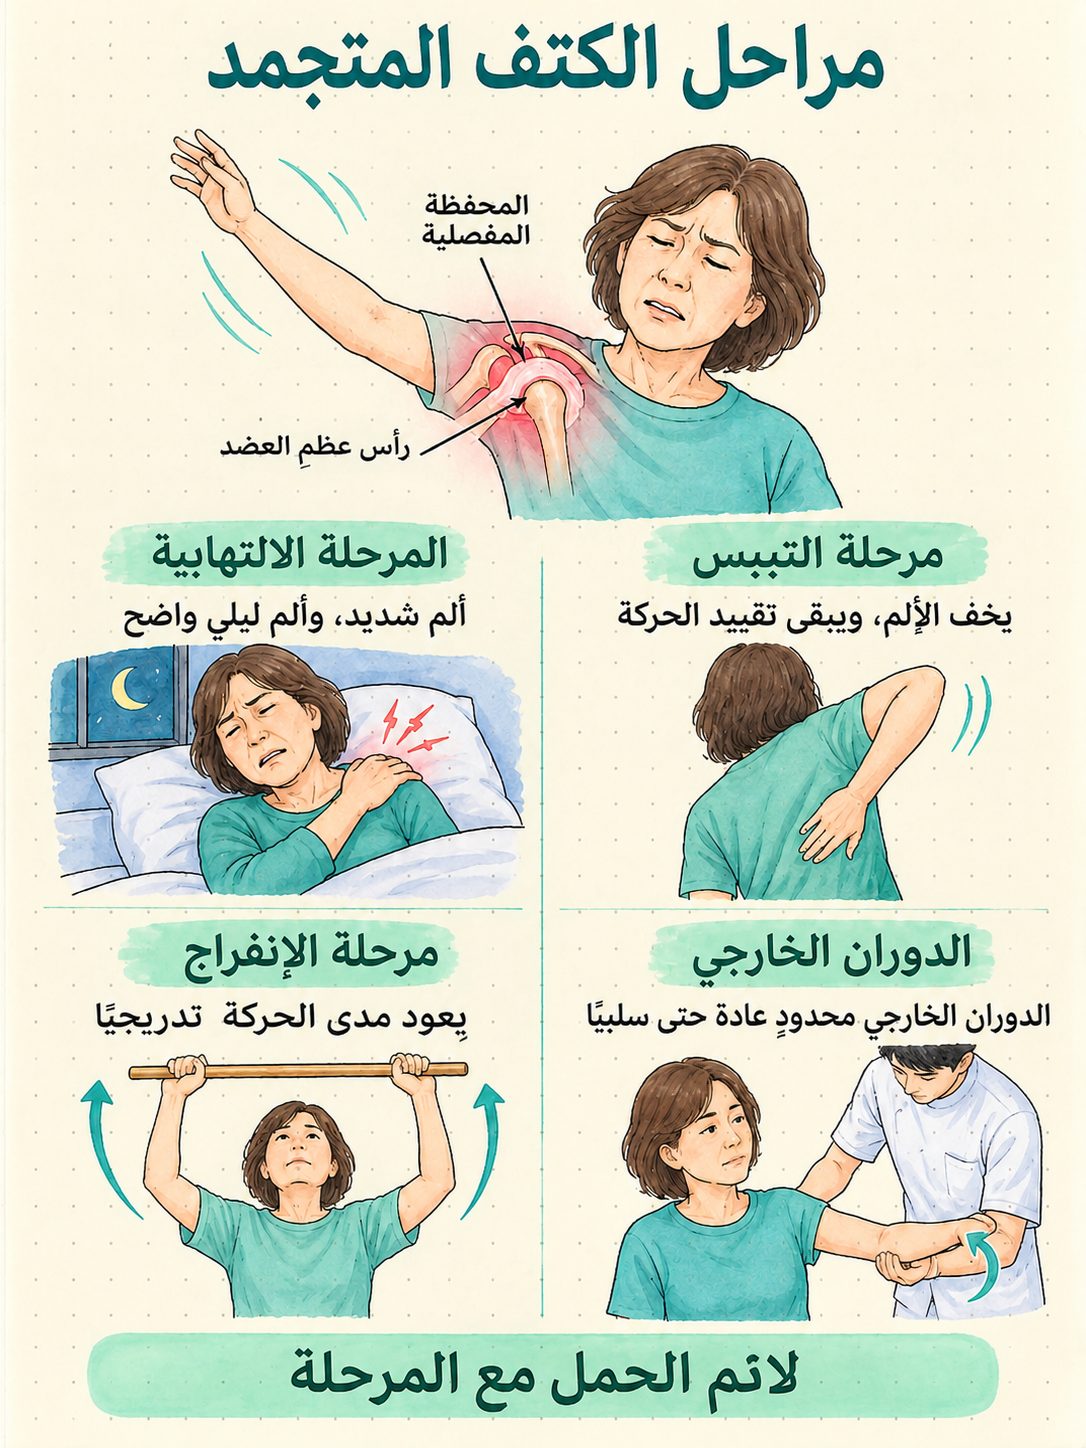 مراحل الكتف المتجمد
المحفظة
المفصلية
رأس عظمِ العضد
مرحلة التيبس
يخف الألم، ويبقى تقييد الحركة
المرحلة الالتهابية
ألم شديد، وألم ليلي واضح
الدوران الخارجي
الدوران الخارجي محدودٍ عادة حتى سلبيًا
مرحلة الإنفراج
يِعود مدى الحركة تدريجيًا
لائم الحمل مع المرحلة